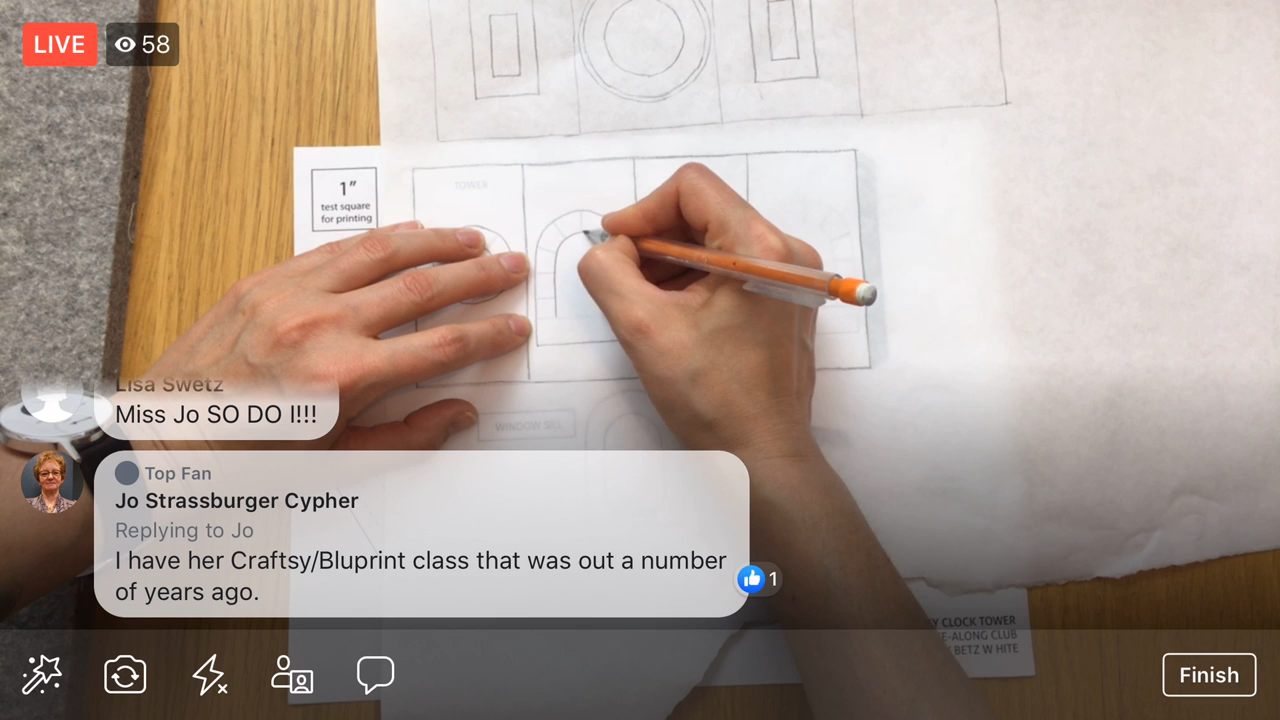 LIVE
58
1"
test square
for printing
TOWER
WINDOW SILL
Lisa Swetz
Miss Jo SO DO I!!!
Top Fan
Jo Strassburger Cypher
Replying to Jo
I have her Craftsy/Bluprint class that was out a number
of years ago.
1
CLOCK TOWER
CLUB
BETZ W HITE
Finish